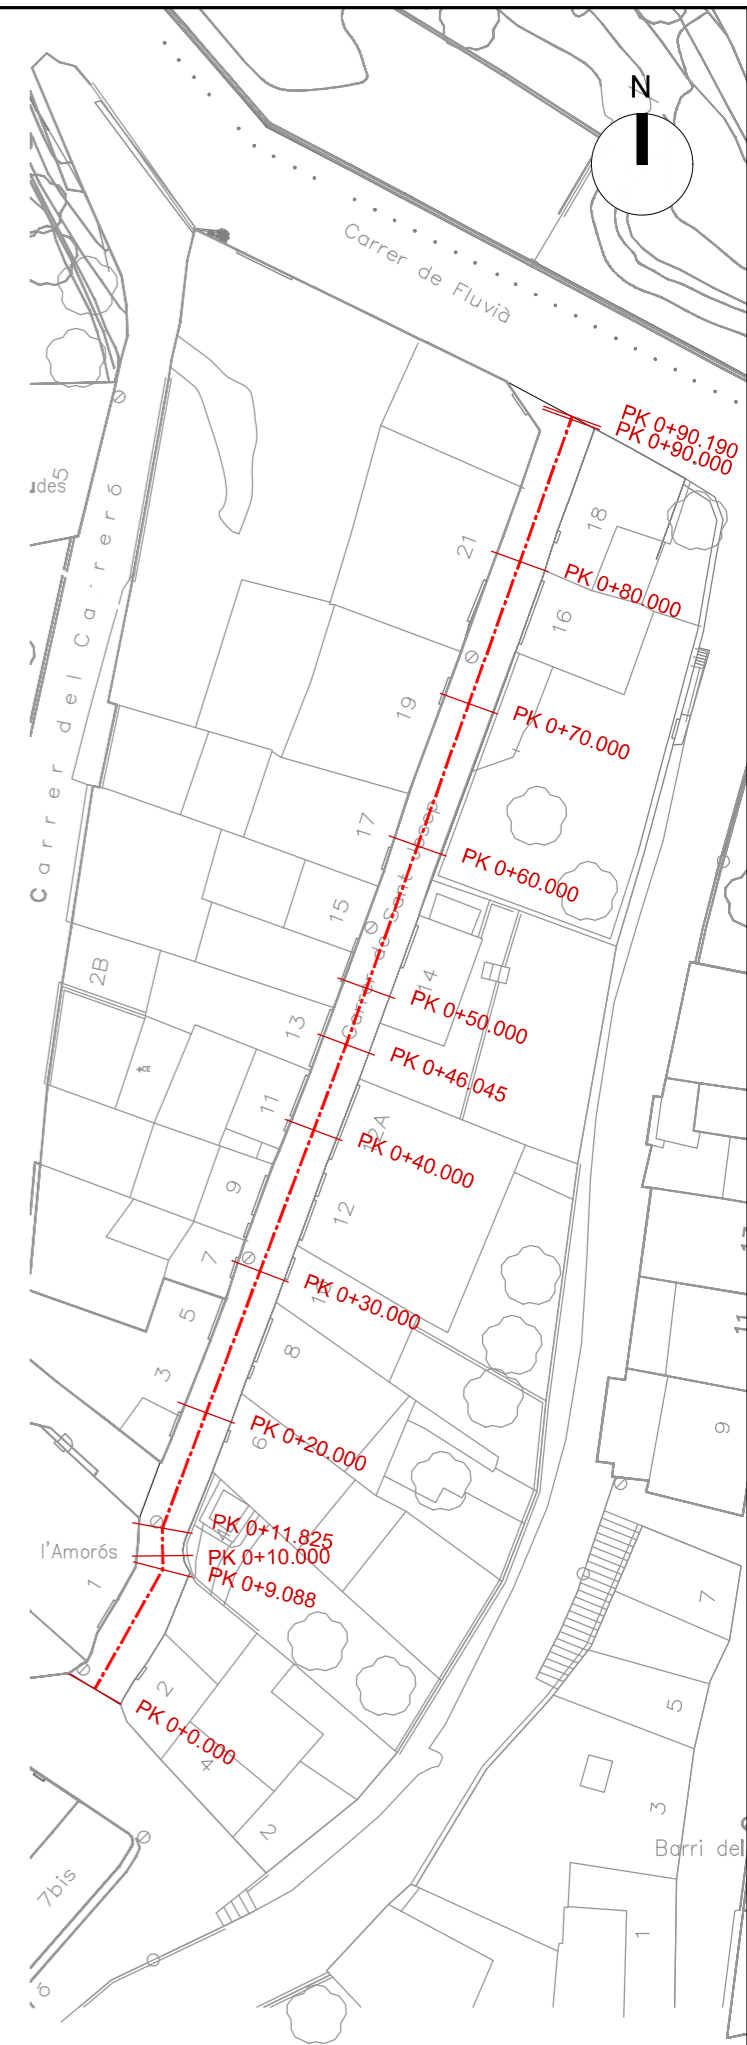 N
Carrer de Fluvià
PK 0+90.190
PK 0+90.000
5
18
21
PK 0+80.000
16
Carrer del Carreró
19
PK 0+70.000
17
PK 0+60.000
Carrer de Sant Josep
15
14
2B
PK 0+50.000
13
PK 0+46.045
11
12A
PK 0+40.000
9
12
7
PK 0+30.000
5
8
11
3
9
PK 0+20.000
6
PK 0+11.825
4
l'Amorós
PK 0+10.000
PK 0+9.088
1
7
2
5
PK 0+0.000
4
3
2
Barri del
7bis
1